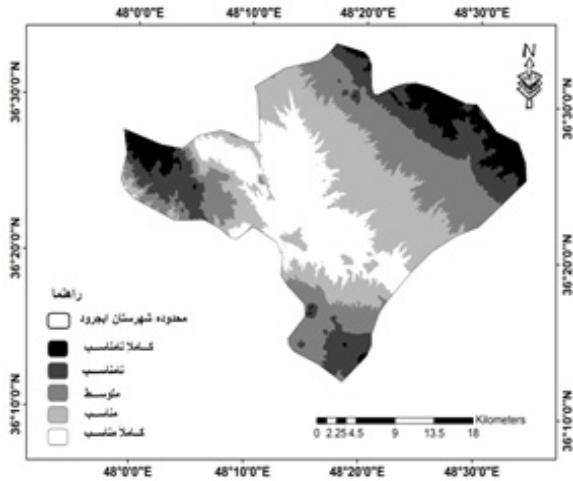 48°0'0"E 48°10'0"E 48°20'0"E 48°30'0"E
N
36°30'0"N 36°30'0"N
36°20'0"N 36°20'0"N
36°10'0"N 36°10'0"N
راهنما
محدوده شهرستان ایجرود
کاملا نامناسب
نامناسب
متوسط
مناسب
کاملا مناسب
Kilometers
0 2.25 4.5 9 13.5 18
48°0'0"E 48°10'0"E 48°20'0"E 48°30'0"E